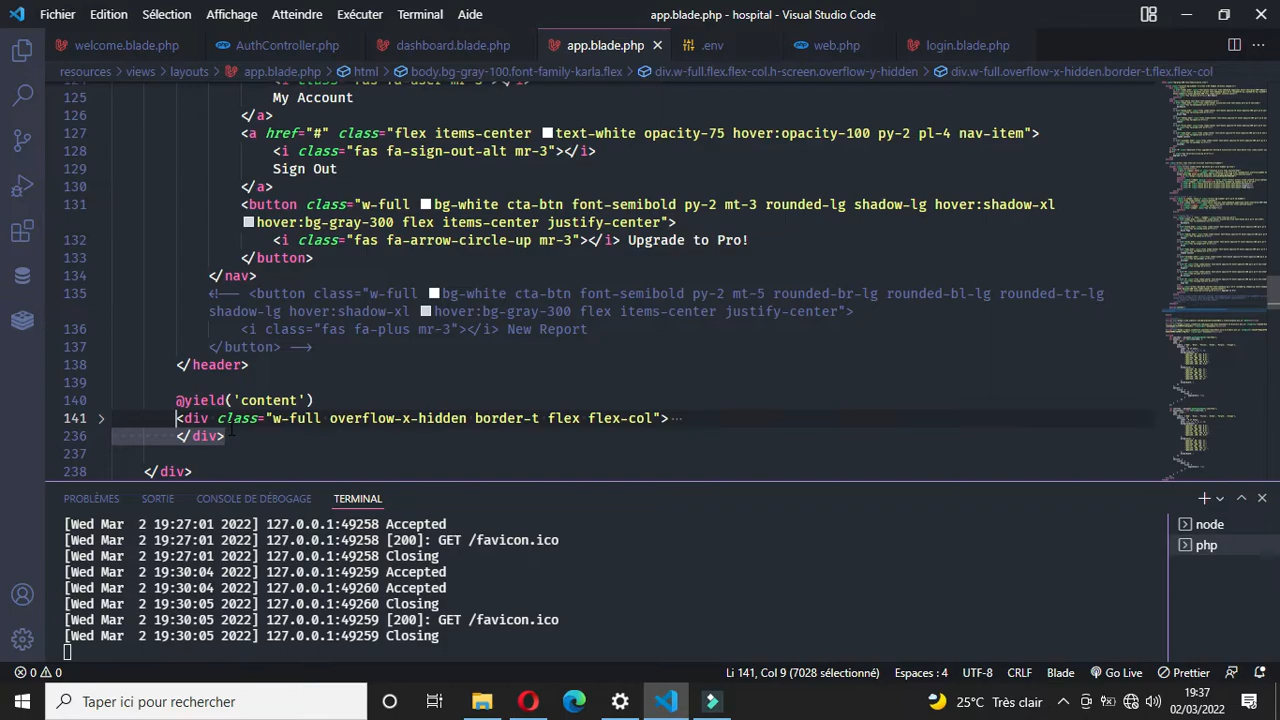 Fichier Edition Sélection Affichage Atteindre Exécuter Terminal Aide app.blade.php - hospital - Visual Studio Code
welcome.blade.php AuthController.php dashboard.blade.php app.blade.php .env web.php login.blade.php
resources > views > layouts > app.blade.php > html > body.bg-gray-100.font-family-karla.flex > div.w-full.flex.flex-col.h-screen.overflow-y-hidden > div.w-full.overflow-x-hidden.border-t.flex.flex-col
125 My Account
126 </a>
127 <a href="#" class="flex items-center text-white opacity-75 hover:opacity-100 py-2 pl-4 nav-item">
128 <i class="fas fa-sign-out-alt mr-3"></i>
129 Sign Out
130 </a>
131 <button class="w-full bg-white cta-btn font-semibold py-2 mt-3 rounded-lg shadow-lg hover:shadow-xl
hover:bg-gray-300 flex items-center justify-center">
132 <i class="fas fa-arrow-circle-up mr-3"></i> Upgrade to Pro!
133 </button>
134 </nav>
135 <!-- <button class="w-full bg-white cta-btn font-semibold py-2 mt-5 rounded-br-lg rounded-bl-lg rounded-tr-lg
shadow-lg hover:shadow-xl hover:bg-gray-300 flex items-center justify-center">
136 <i class="fas fa-plus mr-3"></i> New Report
137 </button> -->
138 </header>
139
140 @yield('content')
141 <div class="w-full overflow-x-hidden border-t flex flex-col">
236 </div>
237
238 </div>
PROBLÈMES SORTIE CONSOLE DE DÉBOGAGE TERMINAL
[Wed Mar 2 19:27:01 2022] 127.0.0.1:49258 Accepted
[Wed Mar 2 19:27:01 2022] 127.0.0.1:49258 [200]: GET /favicon.ico
[Wed Mar 2 19:27:01 2022] 127.0.0.1:49258 Closing
[Wed Mar 2 19:30:04 2022] 127.0.0.1:49259 Accepted
[Wed Mar 2 19:30:04 2022] 127.0.0.1:49260 Accepted
[Wed Mar 2 19:30:05 2022] 127.0.0.1:49260 Closing
[Wed Mar 2 19:30:05 2022] 127.0.0.1:49259 [200]: GET /favicon.ico
[Wed Mar 2 19:30:05 2022] 127.0.0.1:49259 Closing
node
php
0 0 Li 141, Col 9 (7028 sélectionné) Espaces : 4 UTF-8 CRLF Blade Go Live Prettier
Taper ici pour rechercher 25°C Très clair 19:37
02/03/2022